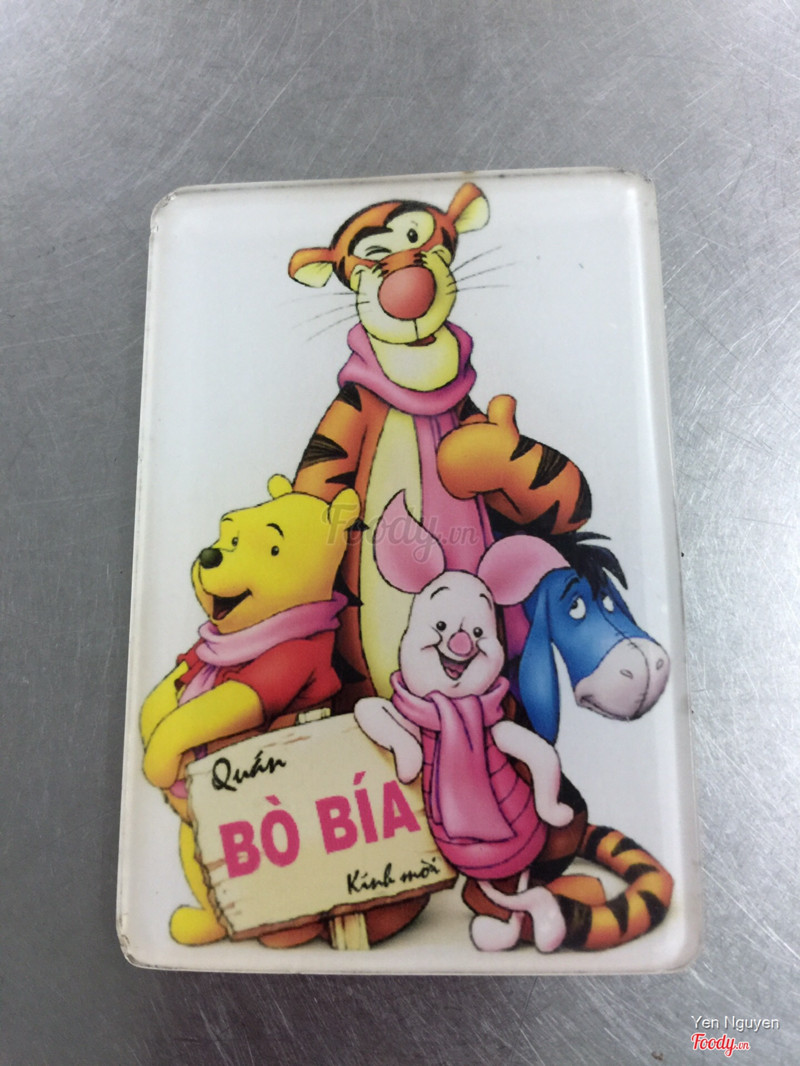 Foody.vn
Quán
BÒ BÍA
Kính mời
Yen Nguyen
Foody.vn